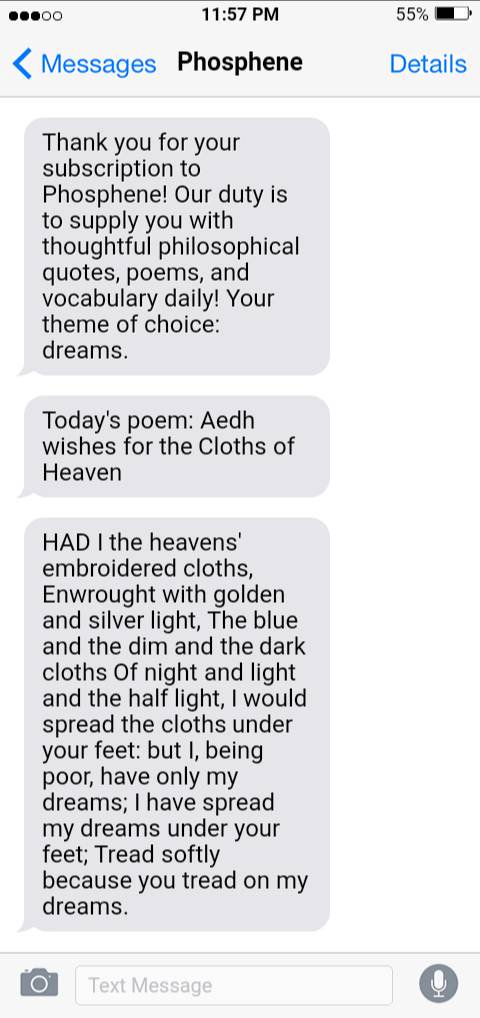 11:57 PM 55%
Messages Phosphene Details
Thank you for your
subscription to
Phosphene! Our duty is
to supply you with
thoughtful philosophical
quotes, poems, and
vocabulary daily! Your
theme of choice:
dreams.
Today's poem: Aedh
wishes for the Cloths of
Heaven
HAD I the heavens'
embroidered cloths,
Enwrought with golden
and silver light, The blue
and the dim and the dark
cloths Of night and light
and the half light, I would
spread the cloths under
your feet: but I, being
poor, have only my
dreams; I have spread
my dreams under your
feet; Tread softly
because you tread on my
dreams.
Text Message